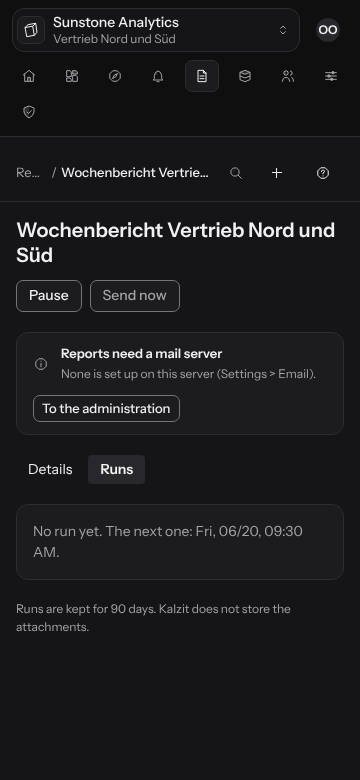 Sunstone Analytics
Vertrieb Nord und Süd
OO
Re... / Wochenbericht Vertrie...
Wochenbericht Vertrieb Nord und
Süd
Pause
Send now
Reports need a mail server
None is set up on this server (Settings > Email).
To the administration
Details
Runs
No run yet. The next one: Fri, 06/20, 09:30
AM.
Runs are kept for 90 days. Kalzit does not store the
attachments.